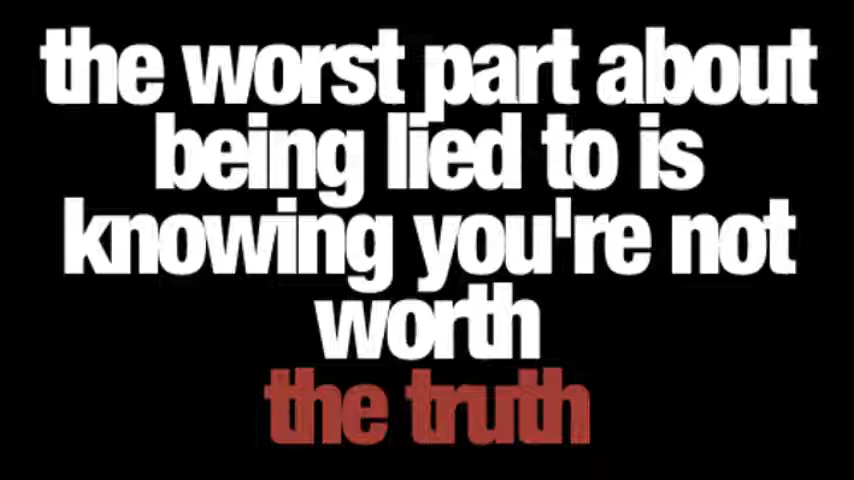 the worst part about
being lied to is
knowing you're not
worth
the truth